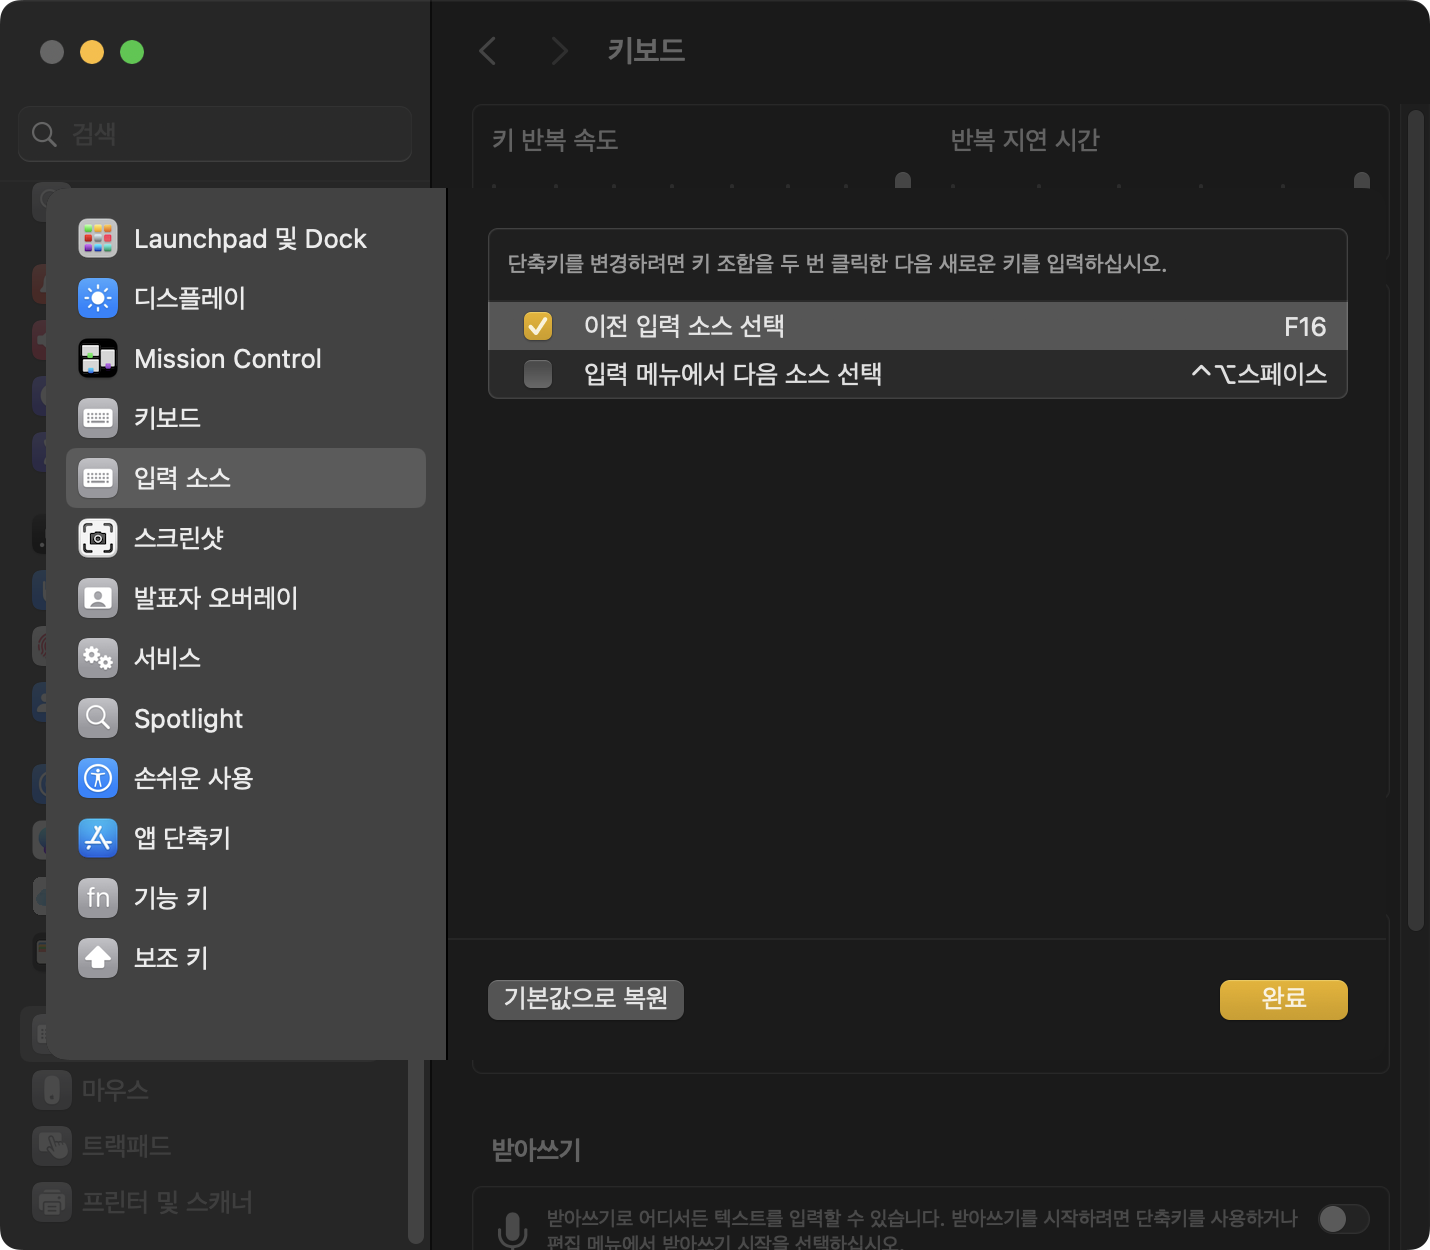 키보드
검색
키 반복 속도
반복 지연 시간
Launchpad 및 Dock
디스플레이
Mission Control
키보드
입력 소스
스크린샷
발표자 오버레이
서비스
Spotlight
손쉬운 사용
앱 단축키
fn 기능 키
보조 키
단축키를 변경하려면 키 조합을 두 번 클릭한 다음 새로운 키를 입력하십시오.
이전 입력 소스 선택 F16
입력 메뉴에서 다음 소스 선택 ^⌥스페이스
기본값으로 복원
완료
마우스
트랙패드
프린터 및 스캐너
받아쓰기
받아쓰기로 어디서든 텍스트를 입력할 수 있습니다. 받아쓰기를 시작하려면 단축키를 사용하거나
편집 메뉴에서 받아쓰기 시작을 선택하십시오.